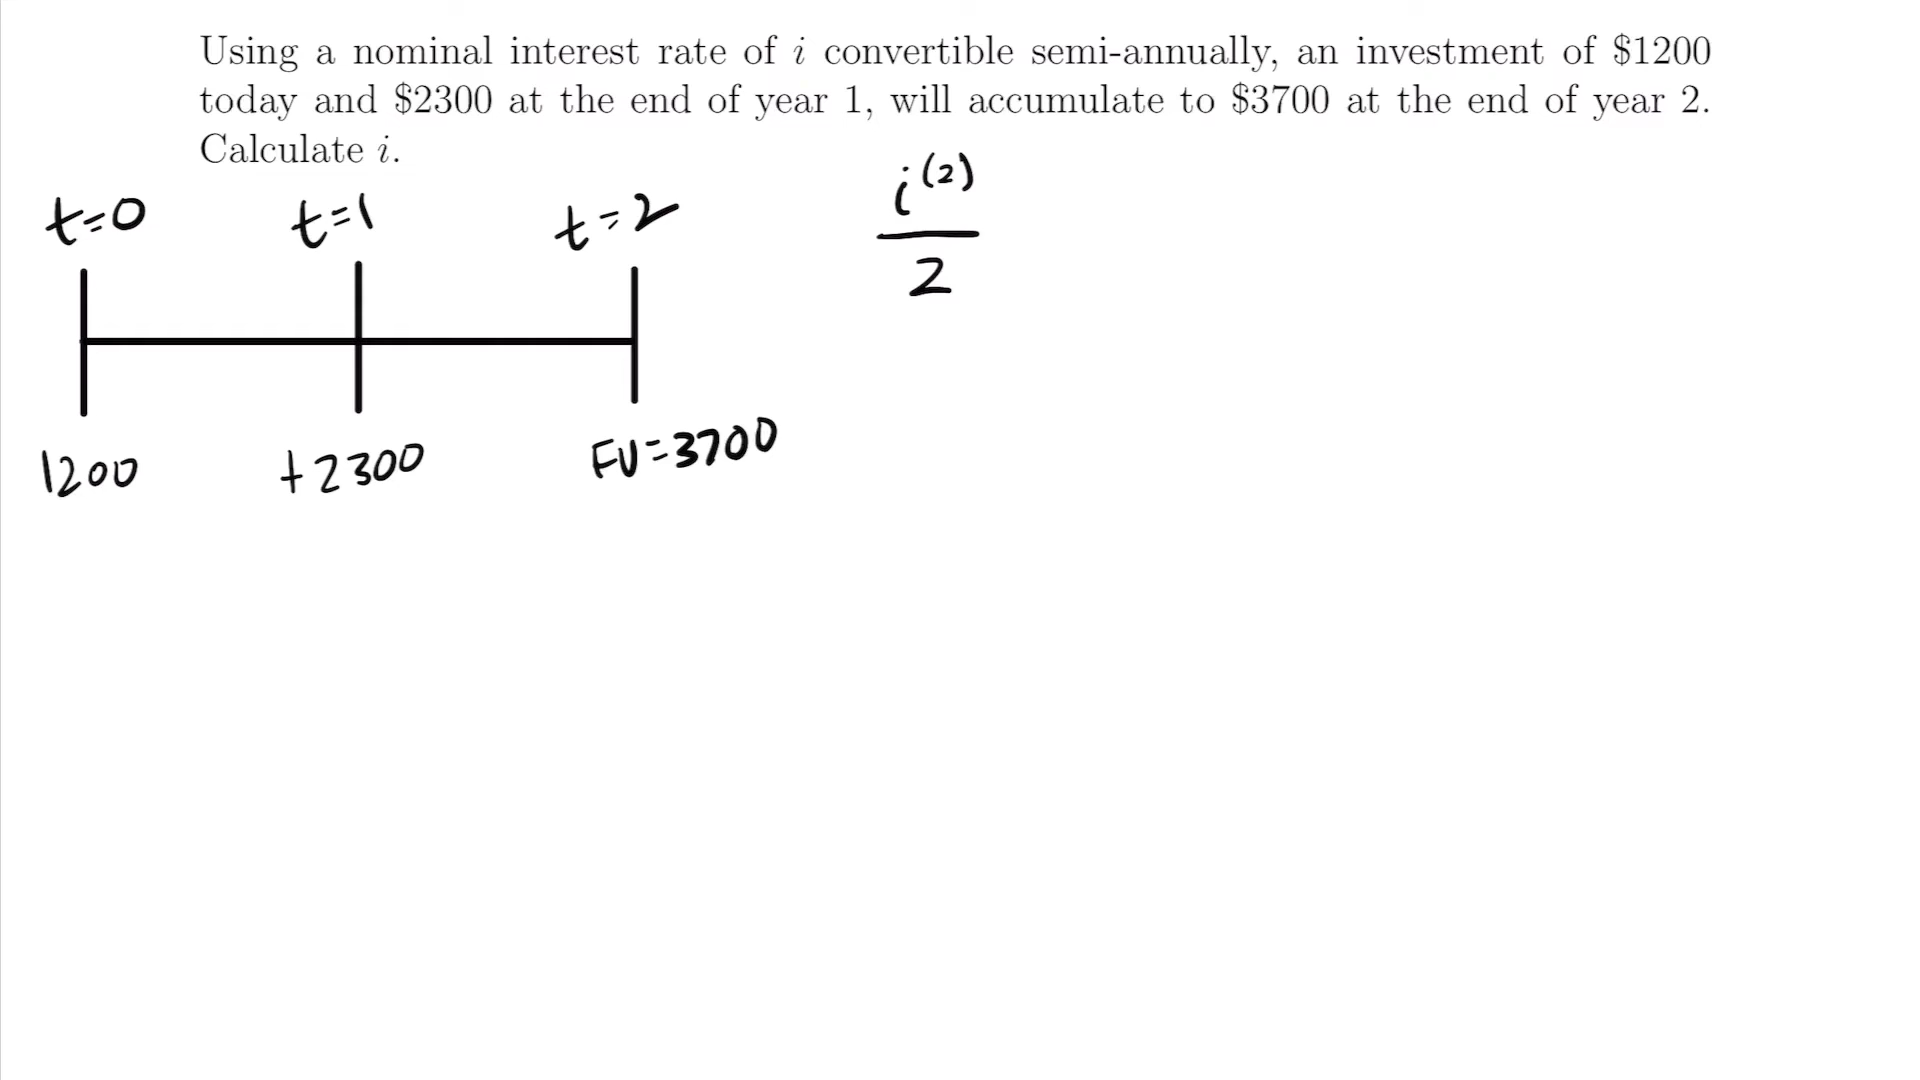 Using a nominal interest rate of i convertible semi-annually, an investment of $1200
today and $2300 at the end of year 1, will accumulate to $3700 at the end of year 2.
Calculate i.
t=0 t=1 t=2
i^(2)
2
1200 +2300 FV=3700